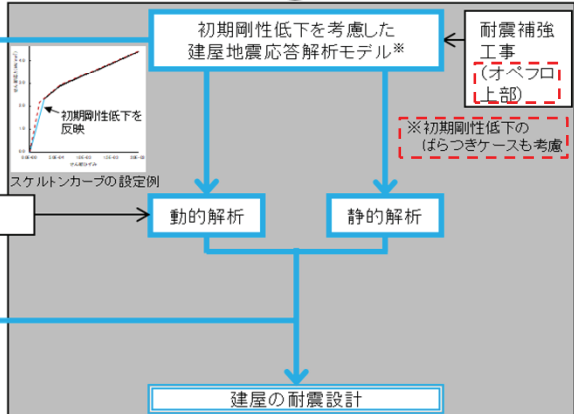 初期剛性低下を考慮した
建屋地震応答解析モデル※
耐震補強
工事
(オペフロ
上部)
※初期剛性低下の
ばらつきケースも考慮
初期剛性低下を
反映
スケルトンカーブの設定例
動的解析
静的解析
建屋の耐震設計